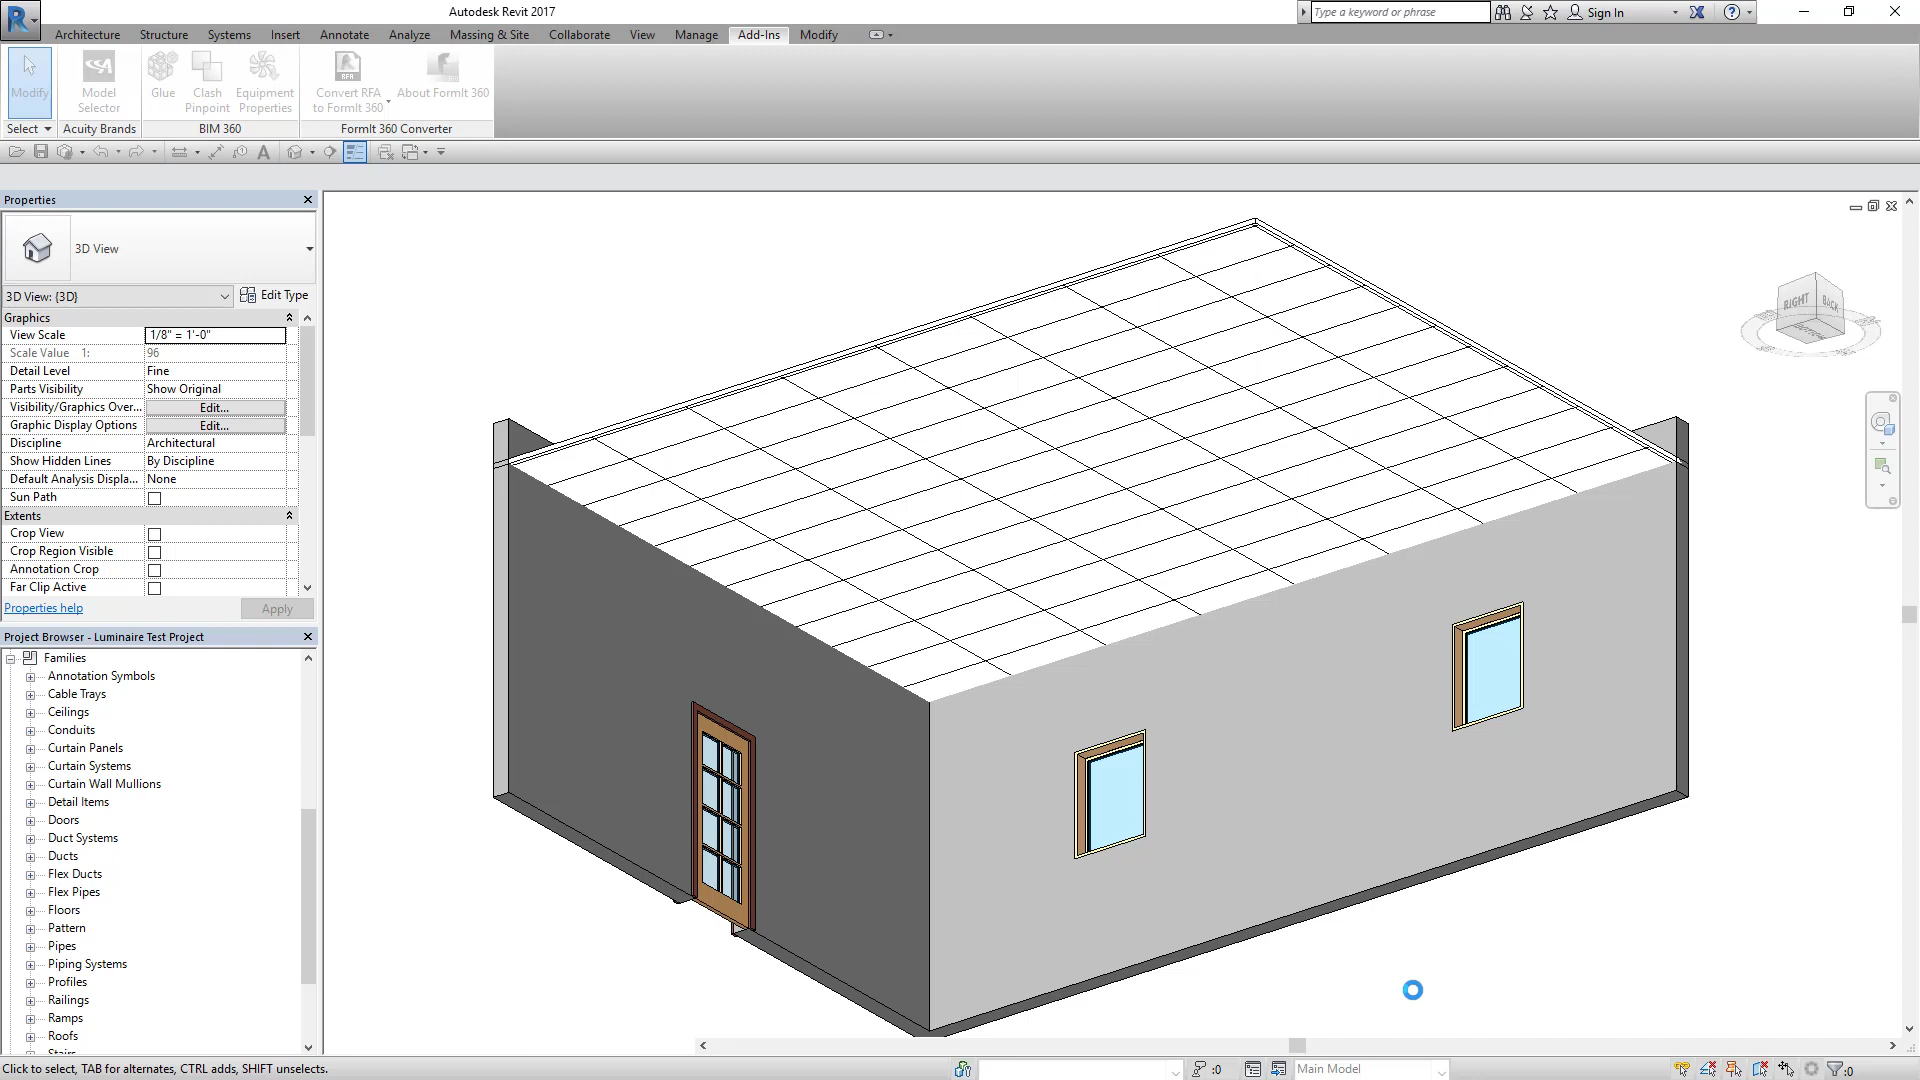 Autodesk Revit 2017
Type a keyword or phrase
Sign In
Architecture Structure Systems Insert Annotate Analyze Massing & Site Collaborate View Manage Add-Ins Modify
Modify
Model Selector
Glue
Clash Pinpoint
Equipment Properties
Convert RFA to FormIt 360
About FormIt 360
Select
Acuity Brands
BIM 360
FormIt 360 Converter
Properties
3D View
3D View: {3D}
Edit Type
Graphics
View Scale 1/8" = 1'-0"
Scale Value 1: 96
Detail Level Fine
Parts Visibility Show Original
Visibility/Graphics Over... Edit...
Graphic Display Options Edit...
Discipline Architectural
Show Hidden Lines By Discipline
Default Analysis Displa... None
Sun Path
Extents
Crop View
Crop Region Visible
Annotation Crop
Far Clip Active
Properties help
Apply
Project Browser - Luminaire Test Project
Families
Annotation Symbols
Cable Trays
Ceilings
Conduits
Curtain Panels
Curtain Systems
Curtain Wall Mullions
Detail Items
Doors
Duct Systems
Ducts
Flex Ducts
Flex Pipes
Floors
Pattern
Pipes
Piping Systems
Profiles
Railings
Ramps
Roofs
Stairs
RIGHT
BACK
Click to select, TAB for alternates, CTRL adds, SHIFT unselects.
:0
Main Model
:0